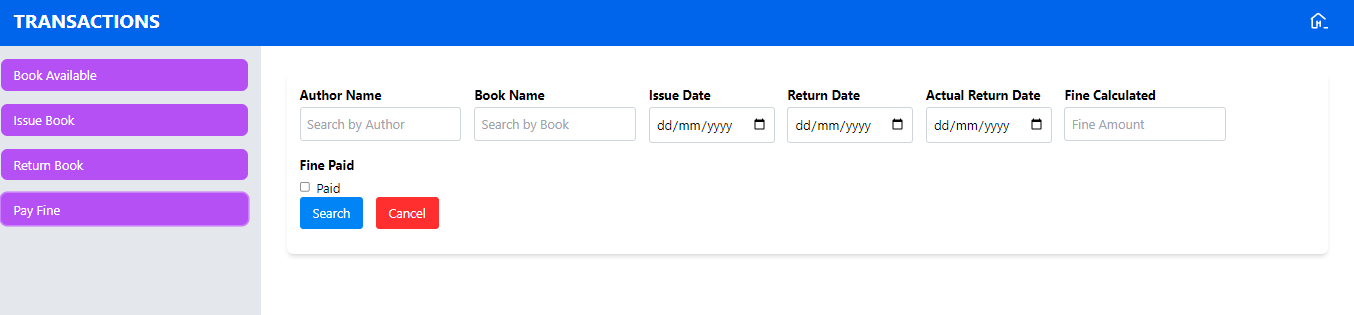 TRANSACTIONS
Book Available
Issue Book
Return Book
Pay Fine
Author Name Book Name Issue Date Return Date Actual Return Date Fine Calculated
Search by Author Search by Book dd/mm/yyyy dd/mm/yyyy dd/mm/yyyy Fine Amount
Fine Paid
Paid
Search Cancel